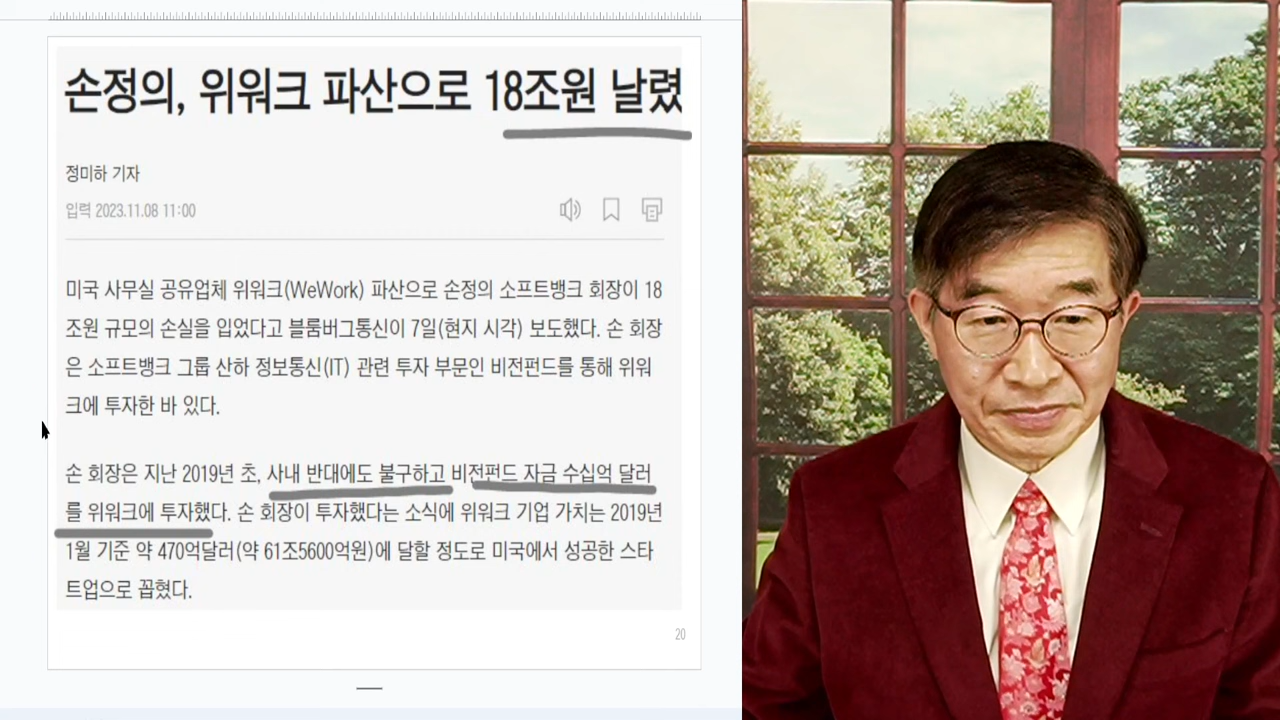 손정의, 위워크 파산으로 18조원 날렸
정미하 기자
입력 2023.11.08 11:00
미국 사무실 공유업체 위워크(WeWork) 파산으로 손정의 소프트뱅크 회장이 18
조원 규모의 손실을 입었다고 블룸버그통신이 7일(현지 시각) 보도했다. 손 회장
은 소프트뱅크 그룹 산하 정보통신(IT) 관련 투자 부문인 비전펀드를 통해 위워
크에 투자한 바 있다.
손 회장은 지난 2019년 초, 사내 반대에도 불구하고 비전펀드 자금 수십억 달러
를 위워크에 투자했다. 손 회장이 투자했다는 소식에 위워크 기업 가치는 2019년
1월 기준 약 470억달러(약 61조5600억원)에 달할 정도로 미국에서 성공한 스타
트업으로 꼽혔다.
20